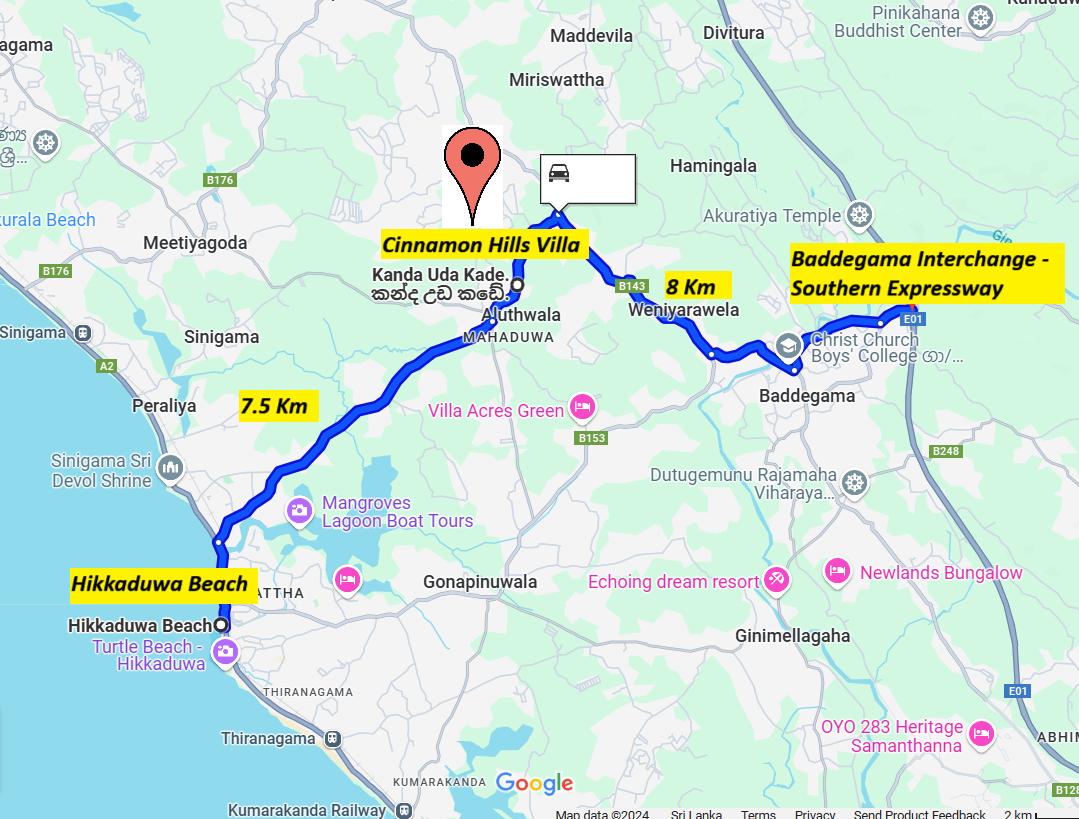 Pinikahana
Buddhist Center
Maddevila
Divitura
agama
Miriswattha
Hamingala
B176
Akuratiya Temple
kurala Beach
Meetiyagoda
Cinnamon Hills Villa
B176
Kanda Uda Kade.
කන්ද උඩ කඩේ.
Baddegama Interchange -
Southern Expressway
B143
8 Km
Weniyarawela
Aluthwala
MAHADUWA
E01
Sinigama
Sinigama
Christ Church
Boys' College ගා/...
A2
Peraliya
7.5 Km
Villa Acres Green
Baddegama
B153
B248
Sinigama Sri
Devol Shrine
Dutugemunu Rajamaha
Viharaya...
Mangroves
Lagoon Boat Tours
Hikkaduwa Beach
ATTHA
Gonapinuwala
Echoing dream resort
Newlands Bungalow
Hikkaduwa Beach
Turtle Beach -
Hikkaduwa
Ginimellagaha
THIRANAGAMA
E01
Thiranagama
OYO 283 Heritage
Samanthanna
ABHIM
KUMARAKANDA
Google
B128
Kumarakanda Railway
Map data ©2024 Sri Lanka Terms Privacy Send Product Feedback 2 km